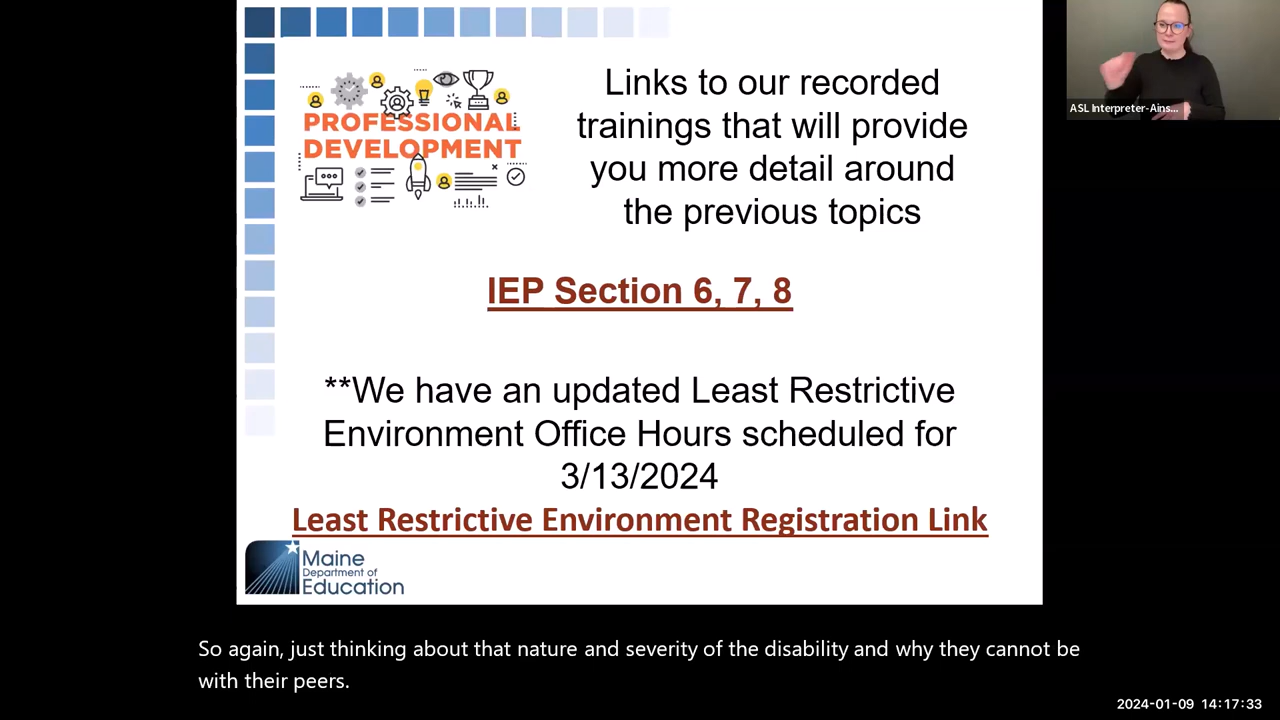 PROFESSIONAL
DEVELOPMENT
Links to our recorded
trainings that will provide
you more detail around
the previous topics
ASL Interpreter-Ains...
IEP Section 6, 7, 8
**We have an updated Least Restrictive
Environment Office Hours scheduled for
3/13/2024
Least Restrictive Environment Registration Link
Maine
Department of
Education
So again, just thinking about that nature and severity of the disability and why they cannot be
with their peers.
2024-01-09 14:17:33